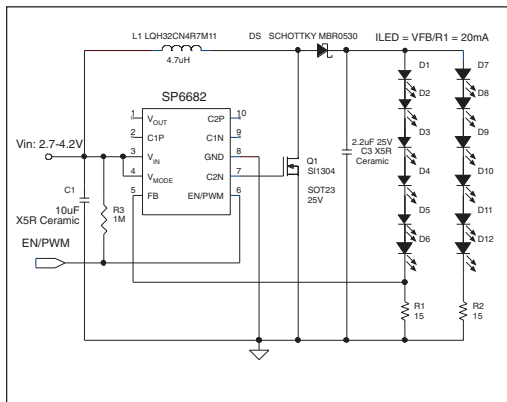 L1 LQH32CN4R7M11
4.7uH
DS SCHOTTKY MBR0530
ILED = VFB/R1 = 20mA
SP6682
1 VOUT C2P 10
2 C1P C1N 9
3 VIN GND 8
4 VMODE C2N 7
5 FB EN/PWM 6
Vin: 2.7-4.2V
C1
10uF
X5R Ceramic
R3
1M
EN/PWM
Q1
SI1304
SOT23
25V
2.2uF 25V
C3 X5R
Ceramic
D1
D2
D3
D4
D5
D6
D7
D8
D9
D10
D11
D12
R1
15
R2
15